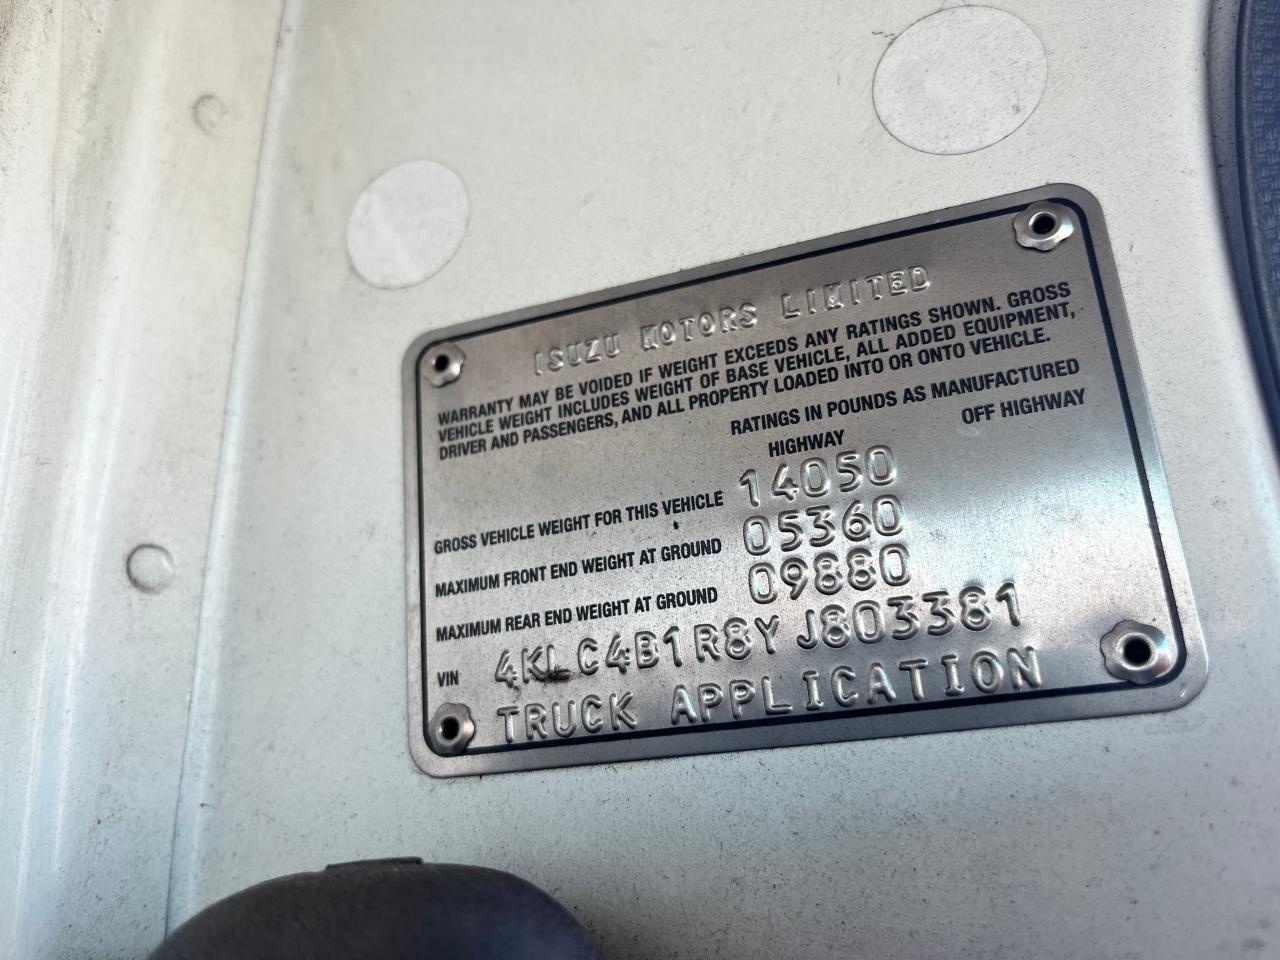 ISUZU MOTORS LIMITED
WARRANTY MAY BE VOIDED IF WEIGHT EXCEEDS ANY RATINGS SHOWN. GROSS
VEHICLE WEIGHT INCLUDES WEIGHT OF BASE VEHICLE, ALL ADDED EQUIPMENT,
DRIVER AND PASSENGERS, AND ALL PROPERTY LOADED INTO OR ONTO VEHICLE.
RATINGS IN POUNDS AS MANUFACTURED
HIGHWAY OFF HIGHWAY
GROSS VEHICLE WEIGHT FOR THIS VEHICLE 14050
MAXIMUM FRONT END WEIGHT AT GROUND 05360
MAXIMUM REAR END WEIGHT AT GROUND 09880
VIN 4KLC4B1R8YJ803381
TRUCK APPLICATION